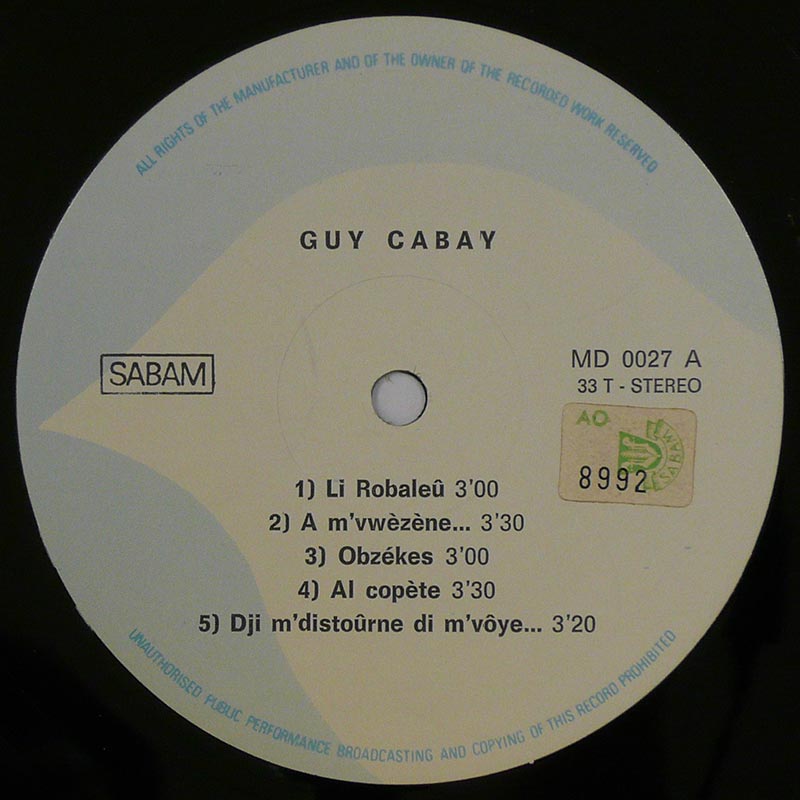 ALL RIGHTS OF THE MANUFACTURER AND OF THE OWNER OF THE RECORDED WORK RESERVED
GUY CABAY
SABAM
MD 0027 A
33 T - STEREO
AO
SABAM
8992
1) Li Robaleû 3'00
2) A m'vwèzène... 3'30
3) Obzékes 3'00
4) Al copète 3'30
5) Dji m'distoûrne di m'vôye... 3'20
UNAUTHORISED PUBLIC PERFORMANCE BROADCASTING AND COPYING OF THIS RECORD PROHIBITED